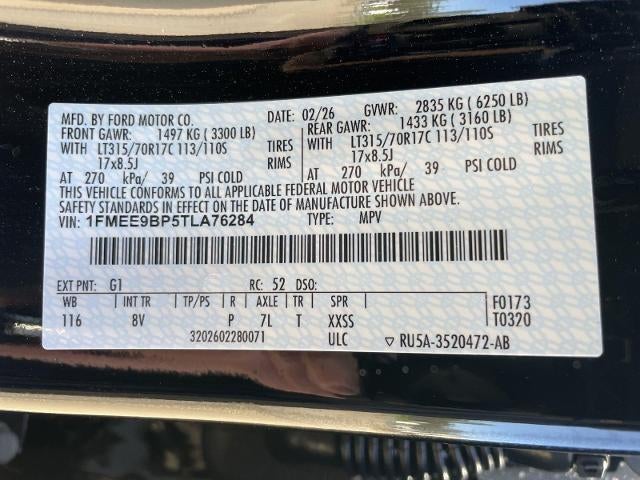 MFD. BY FORD MOTOR CO. DATE: 02/26 GVWR: 2835 KG ( 6250 LB)
FRONT GAWR: 1497 KG ( 3300 LB) REAR GAWR: 1433 KG ( 3160 LB)
WITH LT315/70R17C 113/110S TIRES WITH LT315/70R17C 113/110S TIRES
17x8.5J RIMS 17x8.5J RIMS
AT 270 kPa/ 39 PSI COLD AT 270 kPa/ 39 PSI COLD
THIS VEHICLE CONFORMS TO ALL APPLICABLE FEDERAL MOTOR VEHICLE
SAFETY STANDARDS IN EFFECT ON THE DATE OF MANUFACTURE SHOWN ABOVE.
VIN: 1FMEE9BP5TLA76284 TYPE: MPV
EXT PNT: G1 RC: 52 DSO:
WB INT TR TP/PS R AXLE TR SPR F0173
116 8V P 7L T XXSS T0320
3202602280071 ULC ▽ RU5A-3520472-AB